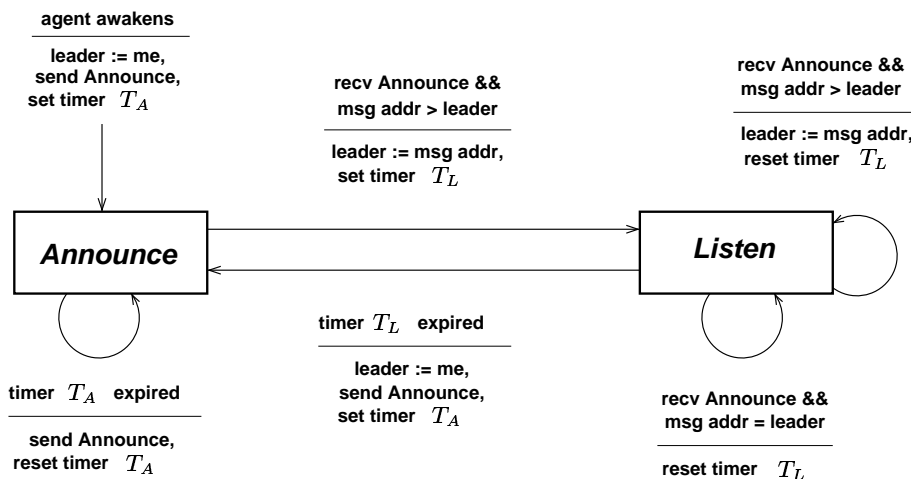 agent awakens
leader := me,
send Announce,
set timer T_A
recv Announce &&
msg addr > leader
leader := msg addr,
set timer T_L
recv Announce &&
msg addr > leader
leader := msg addr,
reset timer T_L
Announce
Listen
timer T_A expired
send Announce,
reset timer T_A
timer T_L expired
leader := me,
send Announce,
set timer T_A
recv Announce &&
msg addr = leader
reset timer T_L